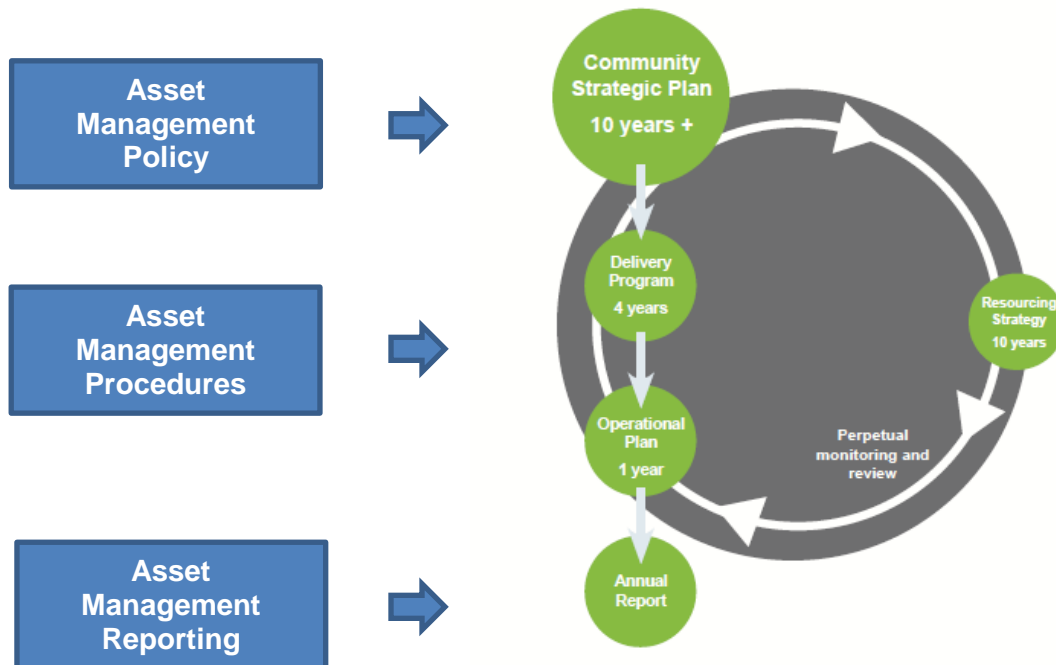 Asset
Management
Policy
Community
Strategic Plan
10 years +
Delivery
Program
4 years
Resourcing
Strategy
10 years
Asset
Management
Procedures
Operational
Plan
1 year
Perpetual
monitoring and
review
Asset
Management
Reporting
Annual
Report